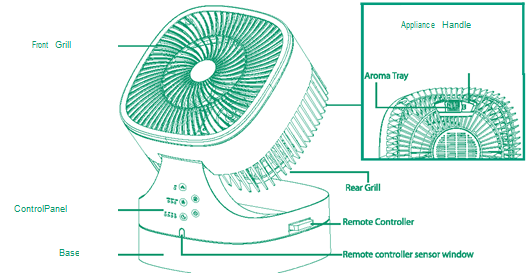 Appliance Handle
Front Grill
Aroma Tray
Rear Grill
ControlPanel
Remote Controller
Base
Remote controller sensor window